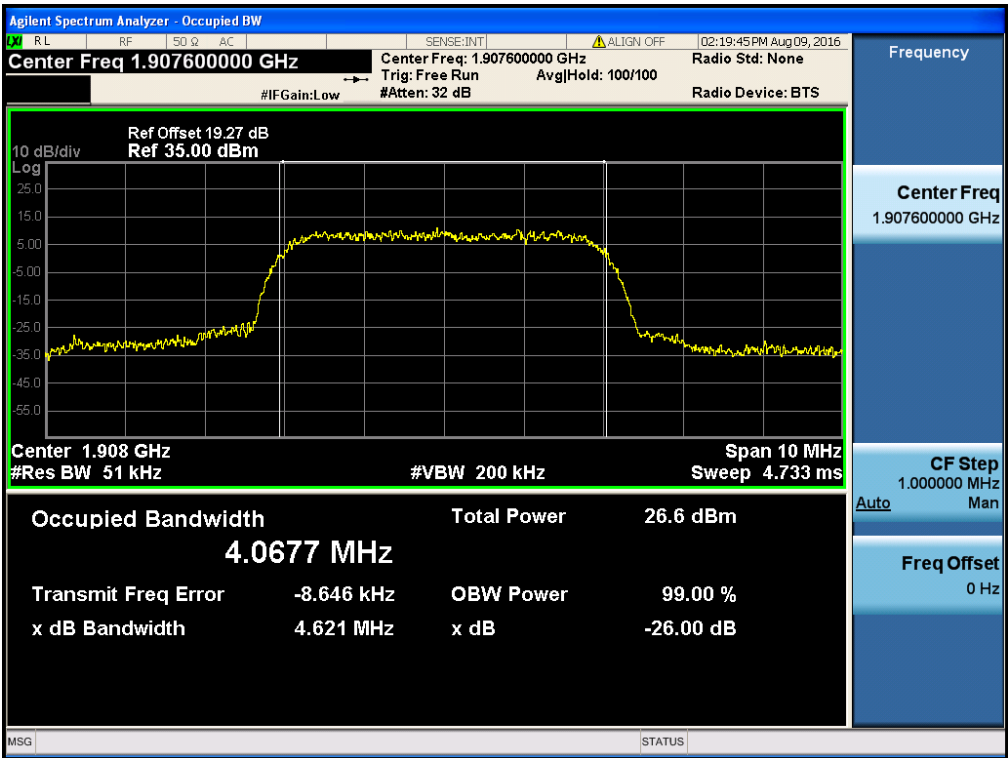 Agilent Spectrum Analyzer - Occupied BW
LXI RL RF 50 Ω AC SENSE:INT ALIGN OFF 02:19:45 PM Aug 09, 2016
Center Freq 1.907600000 GHz
Center Freq: 1.907600000 GHz
Radio Std: None
Trig: Free Run Avg|Hold: 100/100
#IFGain:Low
#Atten: 32 dB
Radio Device: BTS
Ref Offset 19.27 dB
10 dB/div Ref 35.00 dBm
Log
25.0
15.0
5.00
-5.00
-15.0
-25.0
-35.0
-45.0
-55.0
Center 1.908 GHz Span 10 MHz
#Res BW 51 kHz #VBW 200 kHz Sweep 4.733 ms
Occupied Bandwidth Total Power 26.6 dBm
4.0677 MHz
Transmit Freq Error -8.646 kHz OBW Power 99.00 %
x dB Bandwidth 4.621 MHz x dB -26.00 dB
MSG STATUS
Frequency
Center Freq
1.907600000 GHz
CF Step
1.000000 MHz
Auto Man
Freq Offset
0 Hz